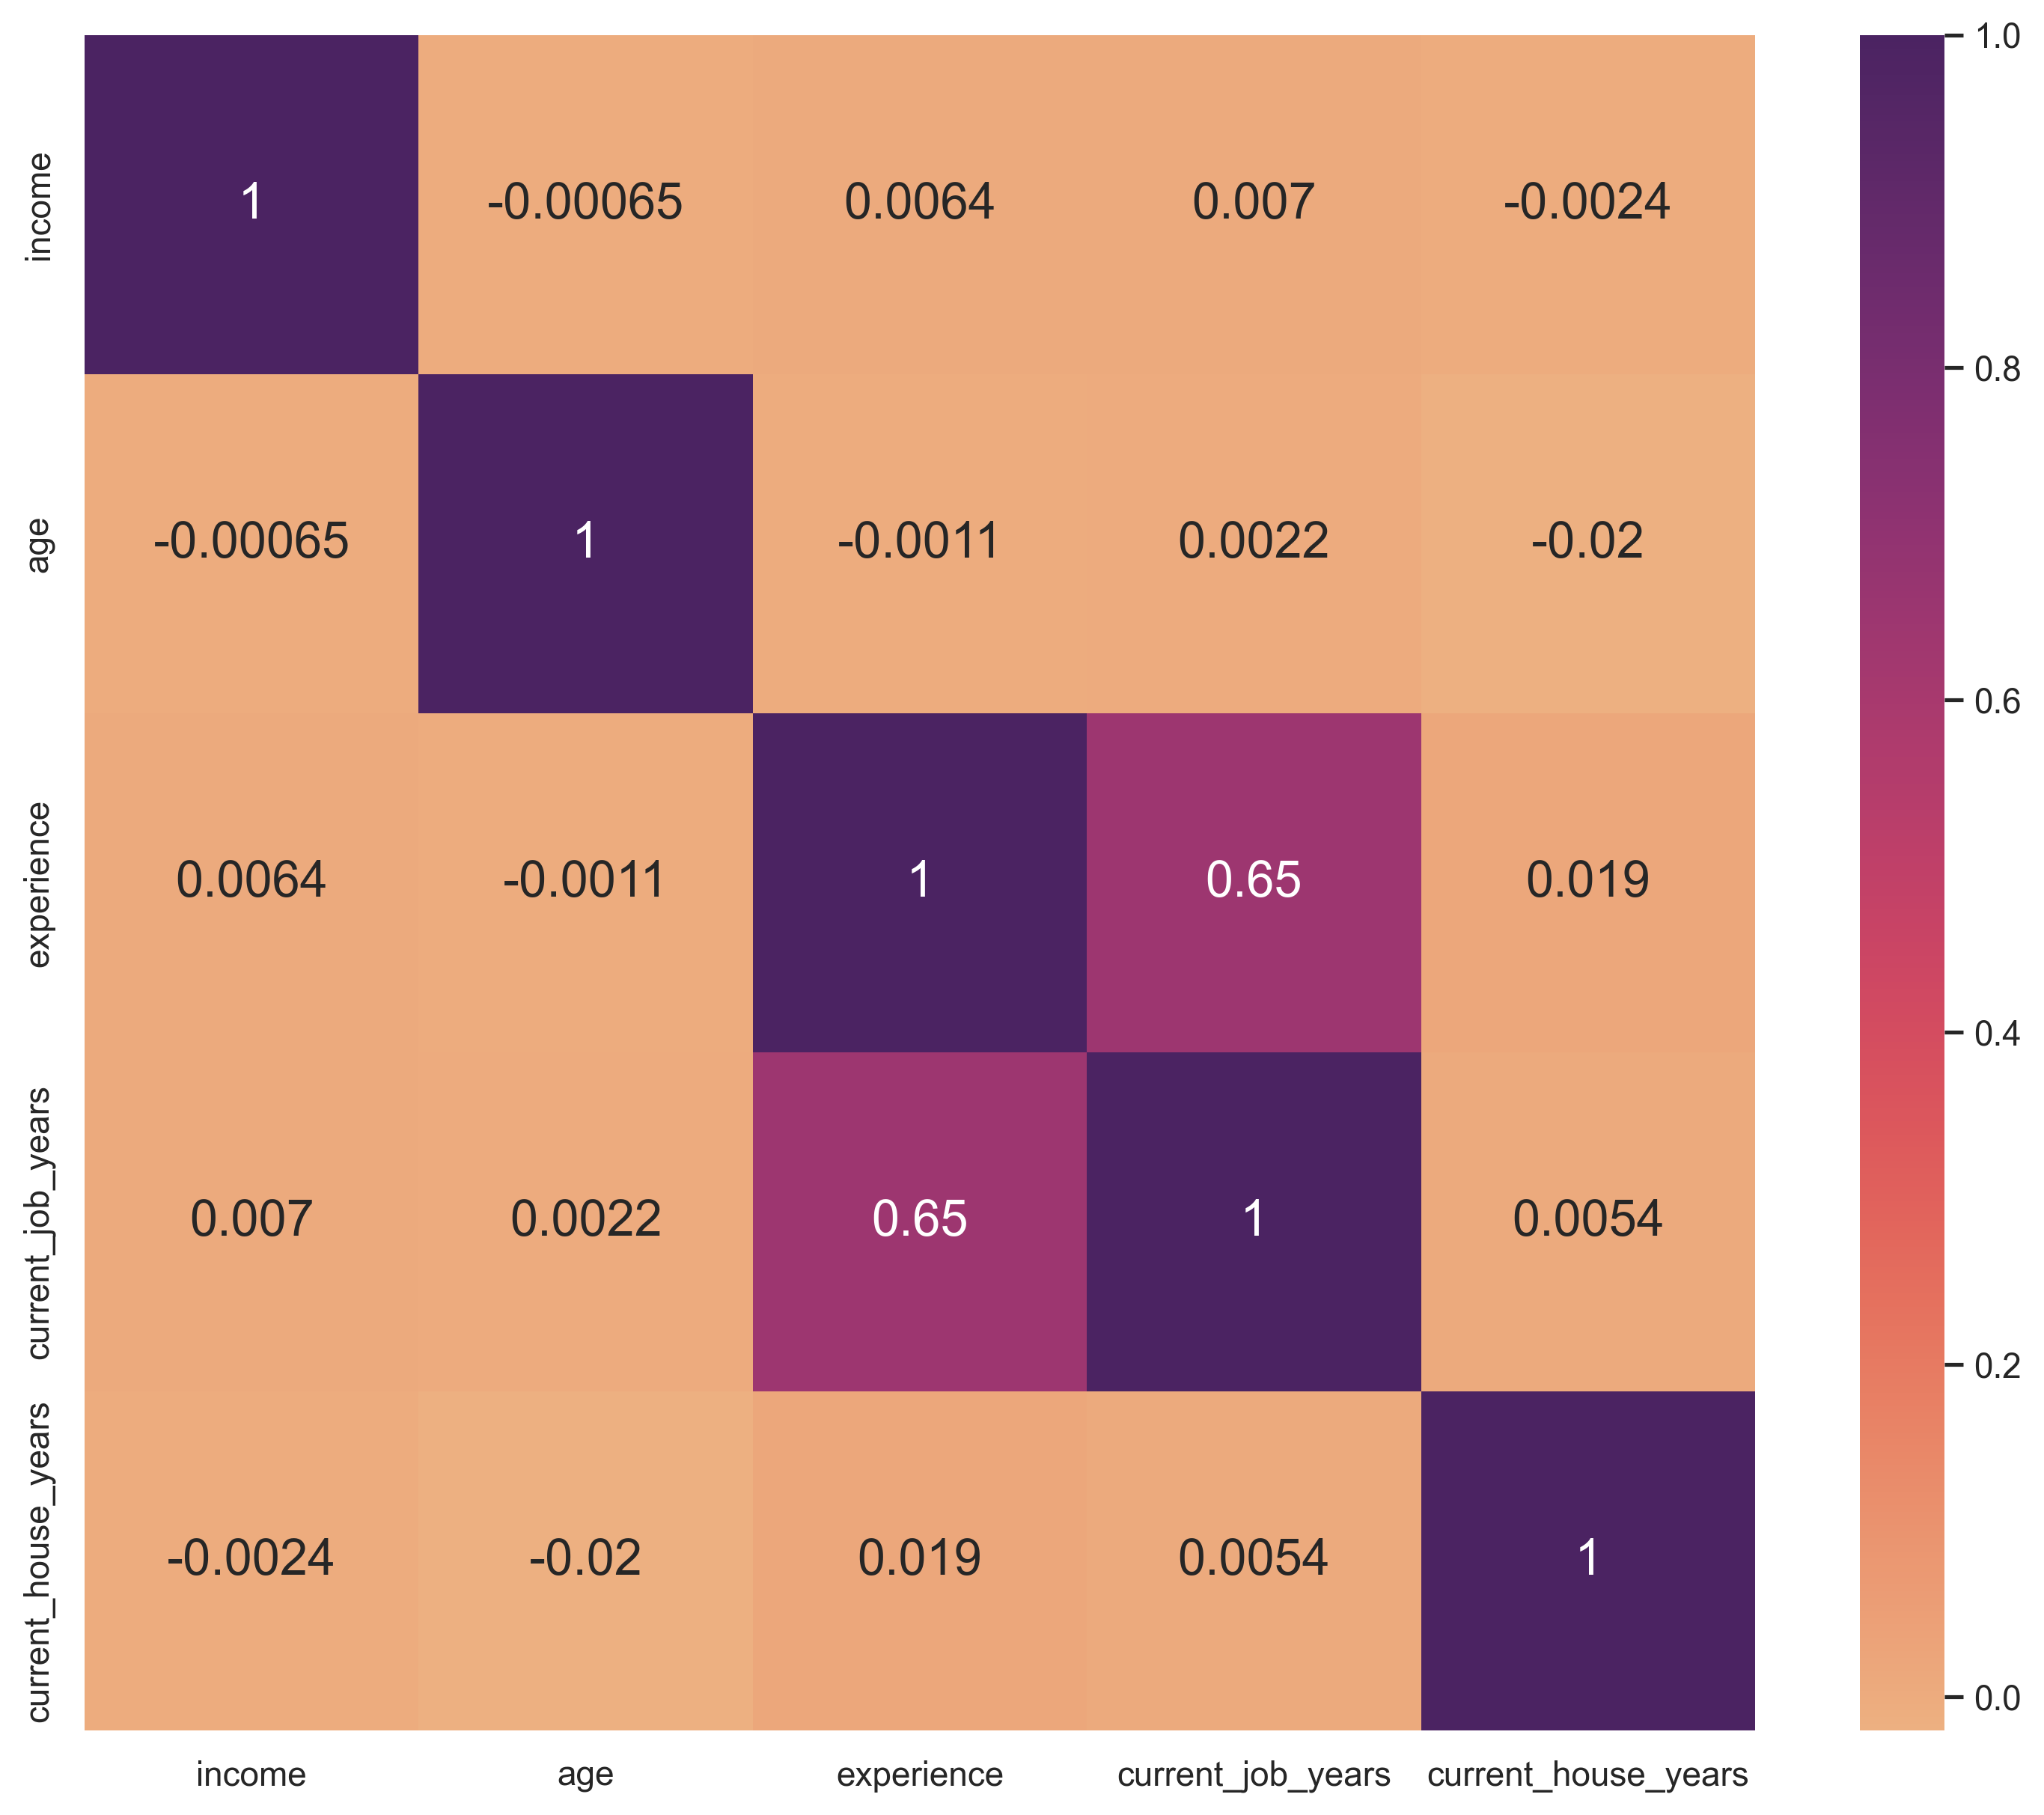 income 1 -0.00065 0.0064 0.007 -0.0024
age -0.00065 1 -0.0011 0.0022 -0.02
experience 0.0064 -0.0011 1 0.65 0.019
current_job_years 0.007 0.0022 0.65 1 0.0054
current_house_years -0.0024 -0.02 0.019 0.0054 1
income age experience current_job_years current_house_years
1.0
0.8
0.6
0.4
0.2
0.0